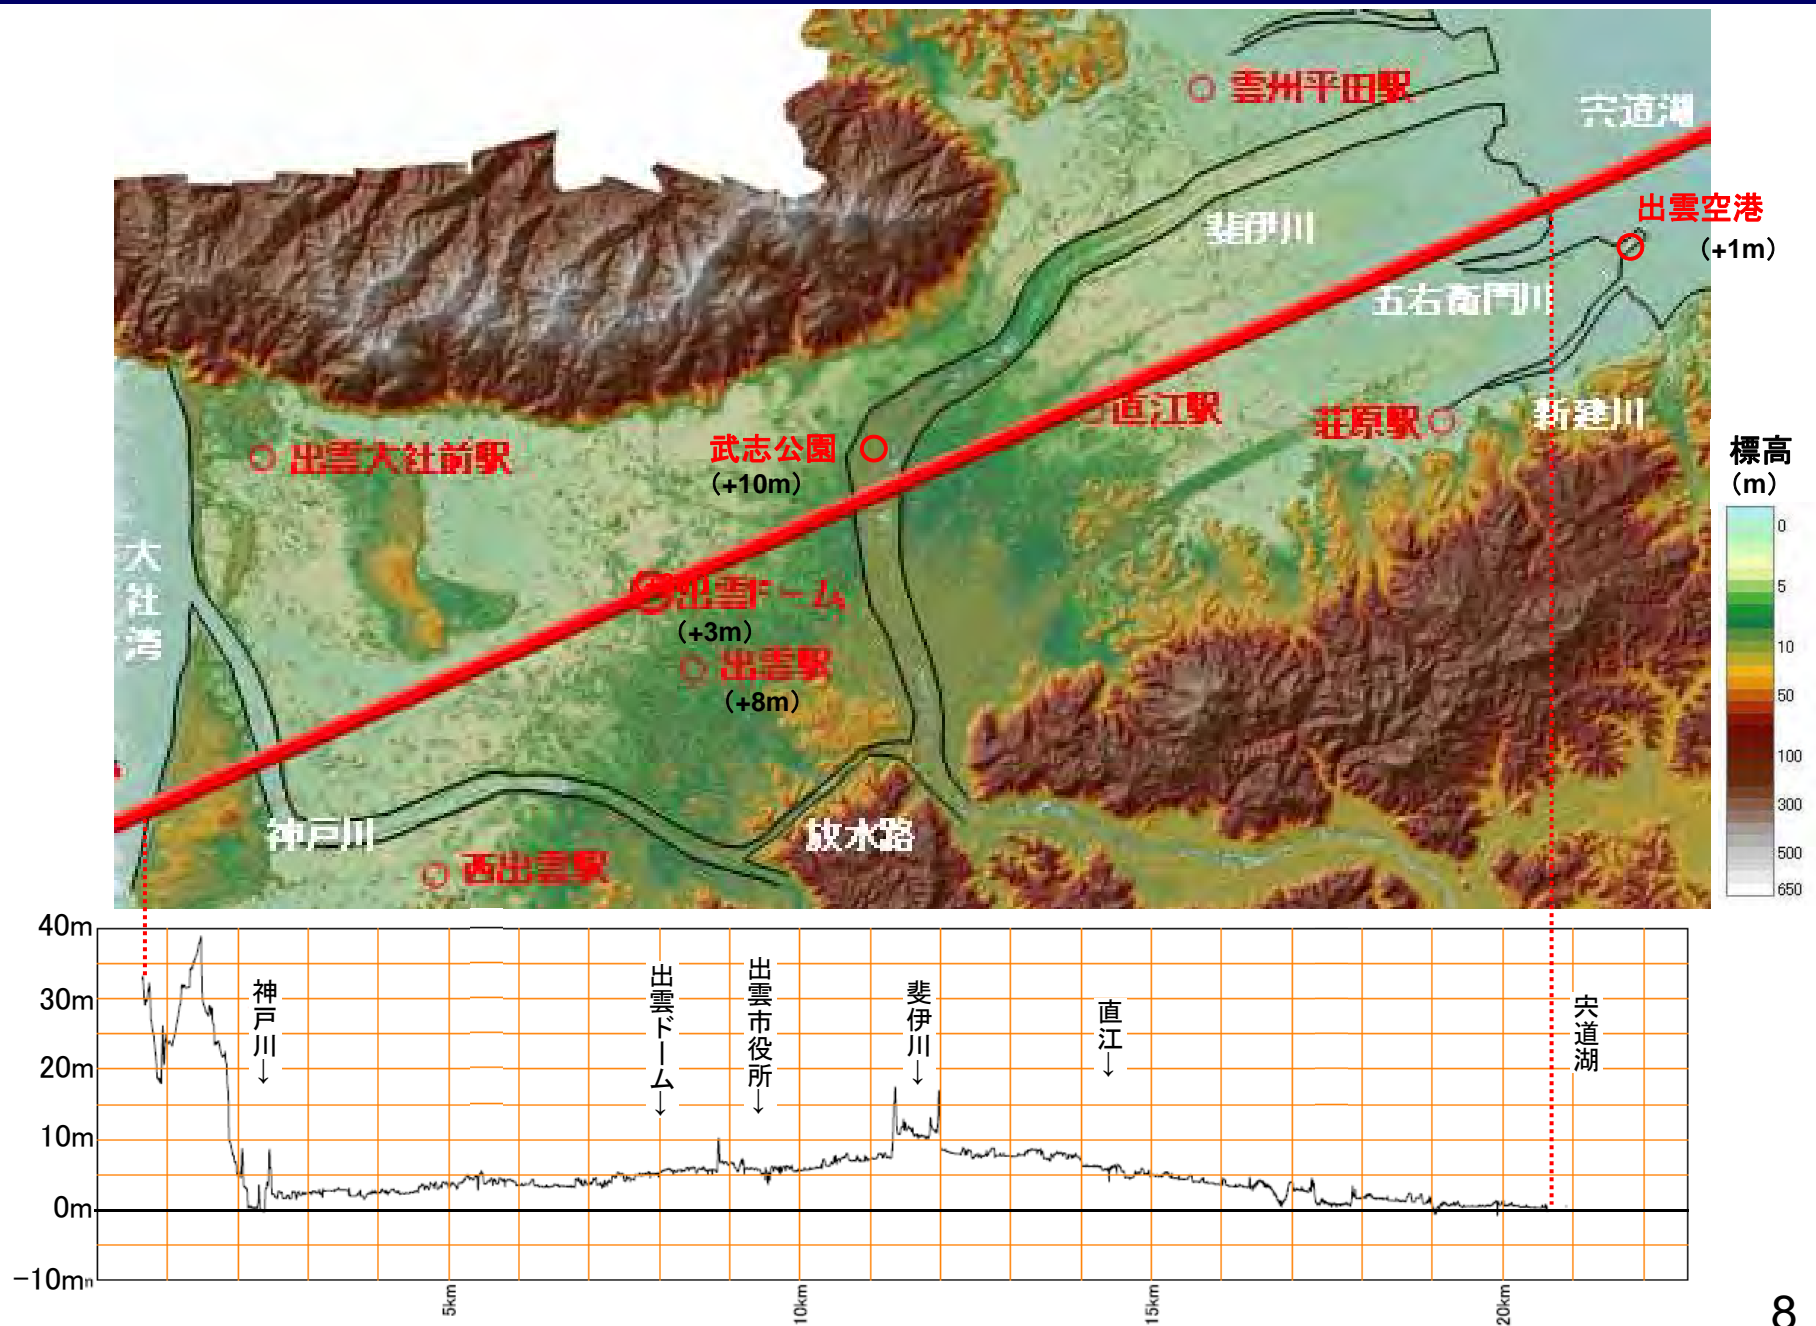 雲州平田駅
宍道湖
出雲空港
(+1m)
斐伊川
五右衛門川
直江駅
荘原駅
新建川
出雲大社前駅
武志公園
(+10m)
大社湾
出雲ドーム
(+3m)
出雲駅
(+8m)
神戸川
放水路
西出雲駅
標高
(m)
0
5
10
50
100
300
500
650
40m
30m
20m
10m
0m
-10m
神戸川→
出雲ドーム→
出雲市役所→
斐伊川→
直江→
宍道湖
5km
10km
15km
20km
8